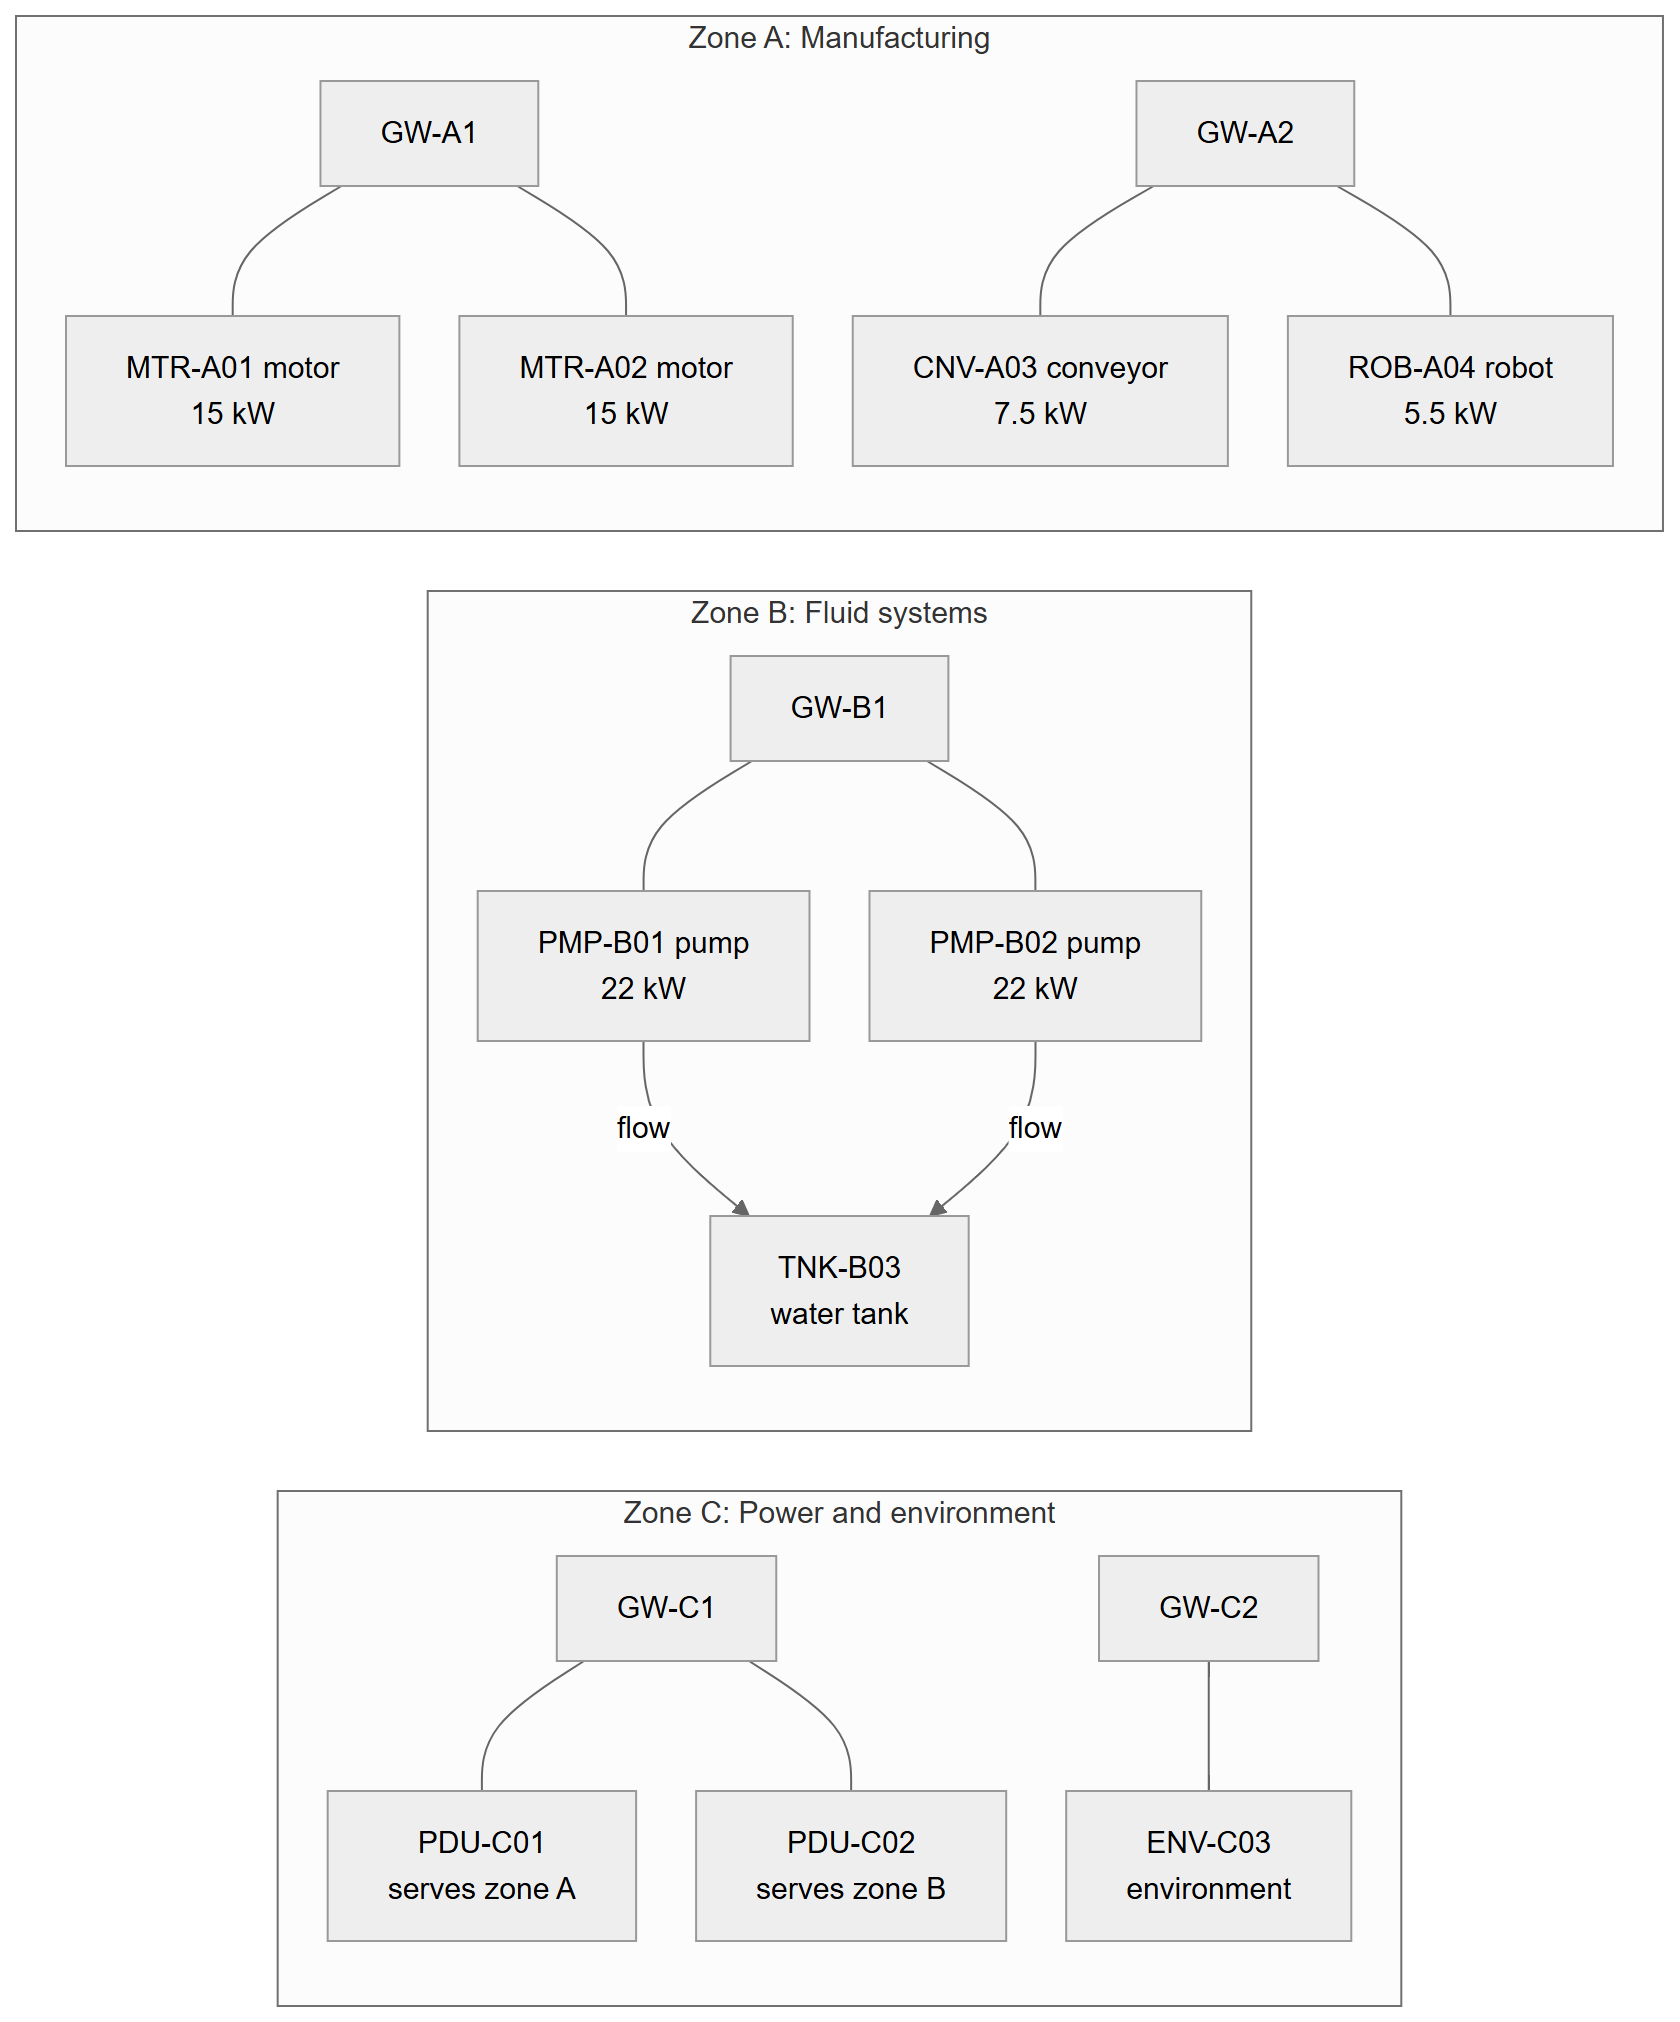 Zone A: Manufacturing
GW-A1
GW-A2
MTR-A01 motor
15 kW
MTR-A02 motor
15 kW
CNV-A03 conveyor
7.5 kW
ROB-A04 robot
5.5 kW
Zone B: Fluid systems
GW-B1
PMP-B01 pump
22 kW
PMP-B02 pump
22 kW
flow
flow
TNK-B03
water tank
Zone C: Power and environment
GW-C1
GW-C2
PDU-C01
serves zone A
PDU-C02
serves zone B
ENV-C03
environment